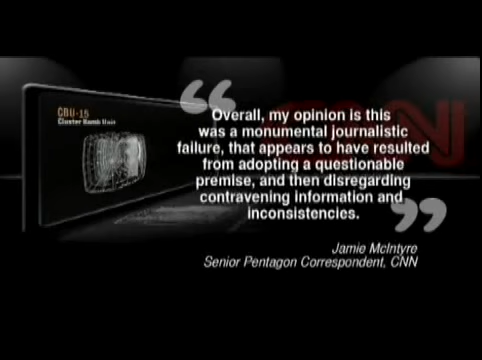 CBU-15
Cluster Bomb Unit
CNN
“Overall, my opinion is this
was a monumental journalistic
failure, that appears to have resulted
from adopting a questionable
premise, and then disregarding
contravening information and
inconsistencies.”
Jamie McIntyre
Senior Pentagon Correspondent, CNN